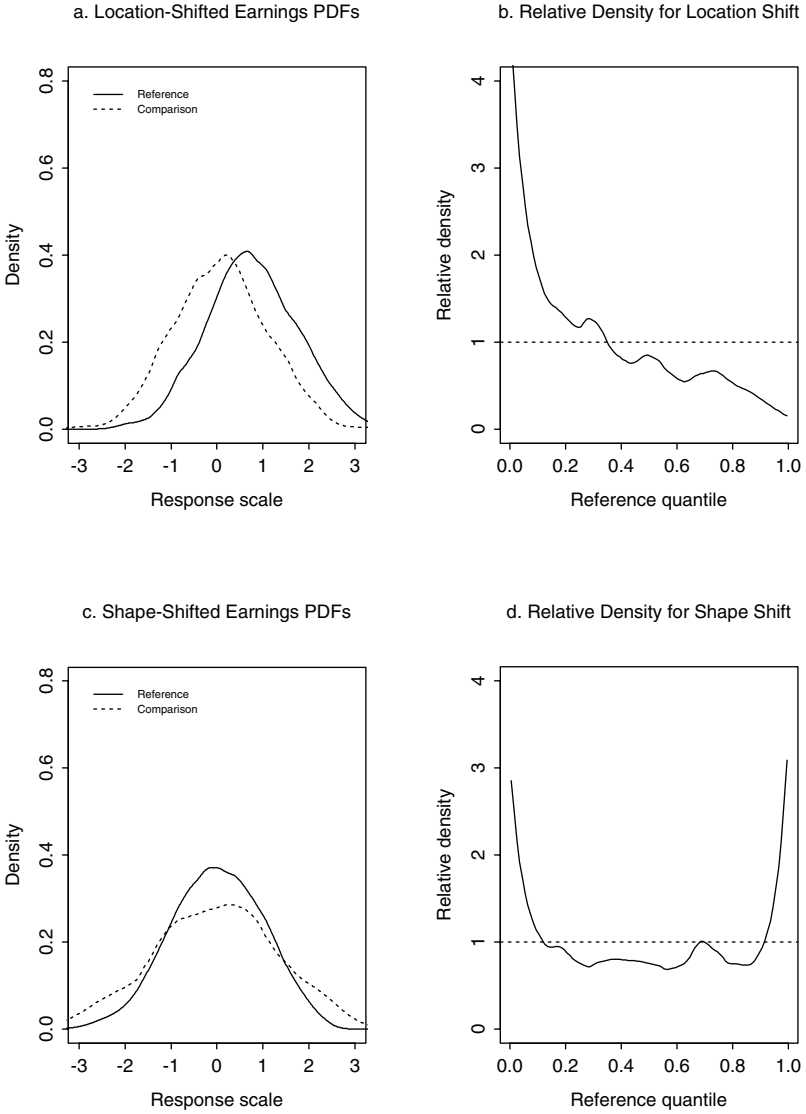 a. Location-Shifted Earnings PDFs
Density
0.0
0.2
0.4
0.6
0.8
Reference
Comparison
-3 -2 -1 0 1 2 3
Response scale
b. Relative Density for Location Shift
Relative density
0
1
2
3
4
0.0 0.2 0.4 0.6 0.8 1.0
Reference quantile
c. Shape-Shifted Earnings PDFs
Density
0.0
0.2
0.4
0.6
0.8
Reference
Comparison
-3 -2 -1 0 1 2 3
Response scale
d. Relative Density for Shape Shift
Relative density
0
1
2
3
4
0.0 0.2 0.4 0.6 0.8 1.0
Reference quantile